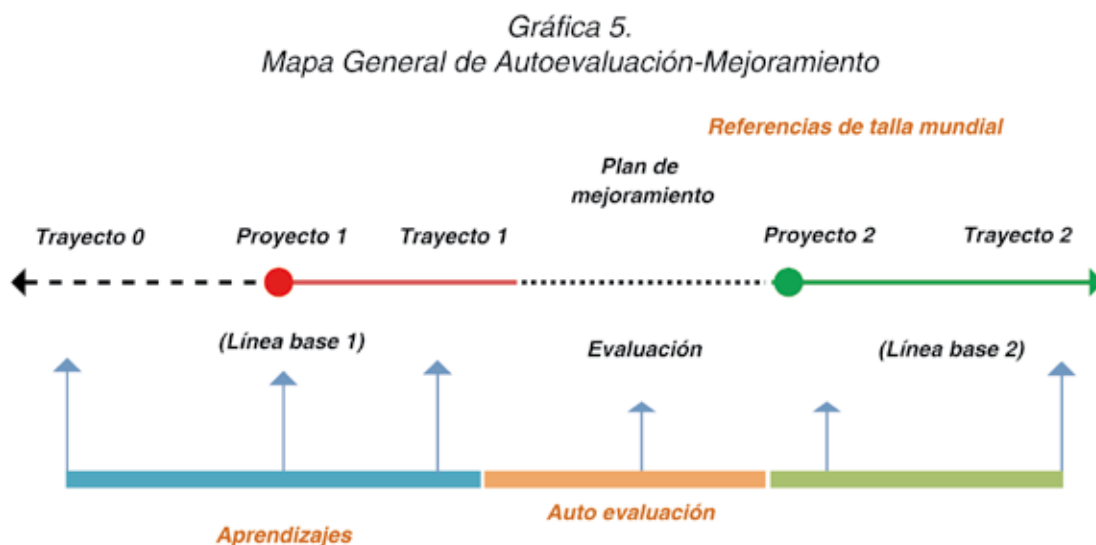 Gráfica 5.
Mapa General de Autoevaluación-Mejoramiento
Referencias de talla mundial
Plan de
mejoramiento
Trayecto 0 Proyecto 1 Trayecto 1 Proyecto 2 Trayecto 2
(Línea base 1) Evaluación (Línea base 2)
Auto evaluación
Aprendizajes